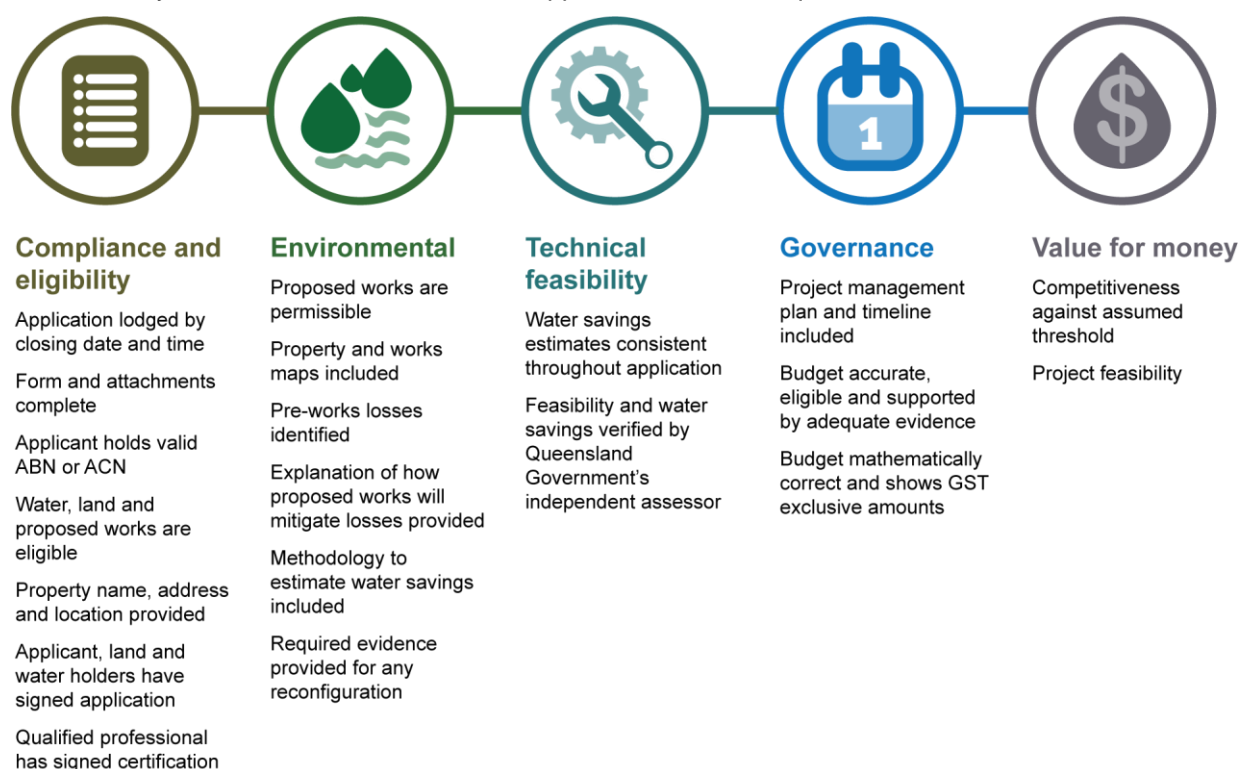 1
$
Compliance and
eligibility
Application lodged by
closing date and time
Form and attachments
complete
Applicant holds valid
ABN or ACN
Water, land and
proposed works are
eligible
Property name, address
and location provided
Applicant, land and
water holders have
signed application
Qualified professional
has signed certification
Environmental
Proposed works are
permissible
Property and works
maps included
Pre-works losses
identified
Explanation of how
proposed works will
mitigate losses provided
Methodology to
estimate water savings
included
Required evidence
provided for any
reconfiguration
Technical
feasibility
Water savings
estimates consistent
throughout application
Feasibility and water
savings verified by
Queensland
Government's
independent assessor
Governance
Project management
plan and timeline
included
Budget accurate,
eligible and supported
by adequate evidence
Budget mathematically
correct and shows GST
exclusive amounts
Value for money
Competitiveness
against assumed
threshold
Project feasibility